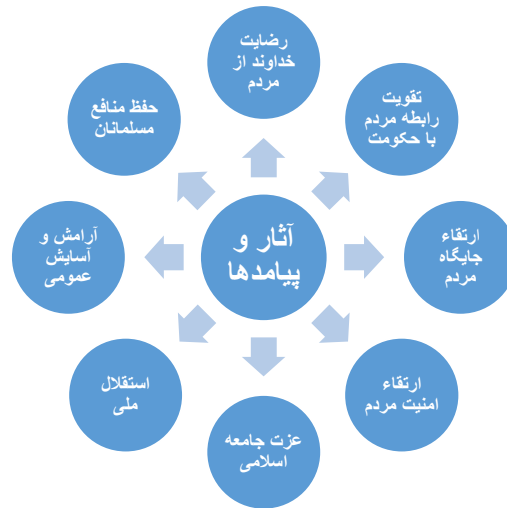 رضایت
خداوند از
مردم
تقویت
رابطه مردم
با حکومت
ارتقاء
جایگاه
مردم
ارتقاء
امنیت مردم
عزت جامعه
اسلامی
استقلال
ملی
آرامش و
آسایش
عمومی
حفظ منافع
مسلمانان
آثار و
پیامدها